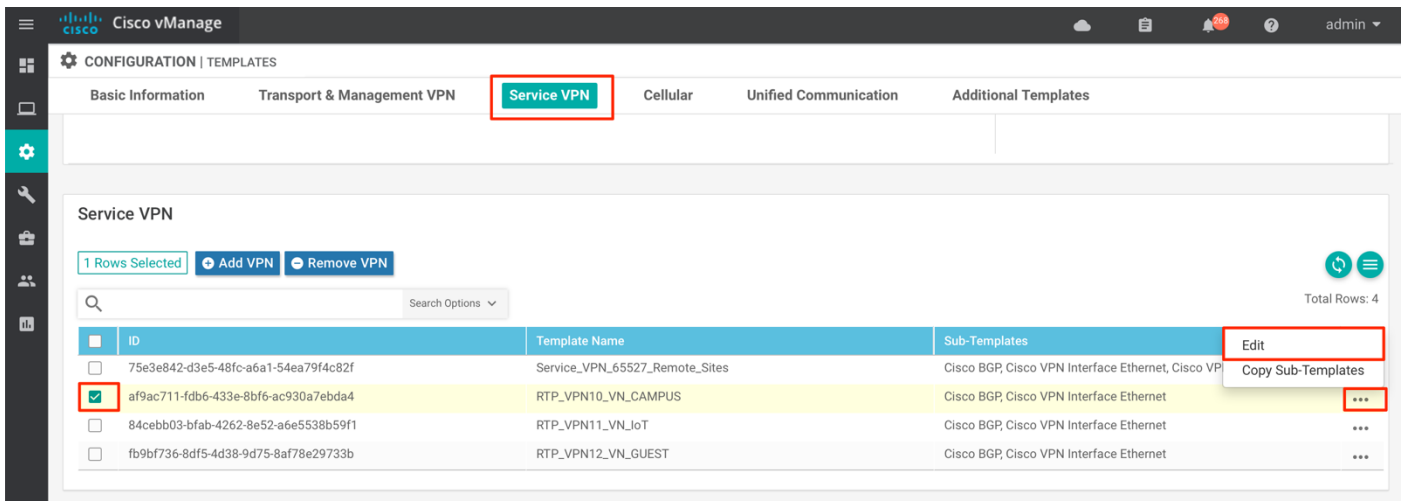 cisco Cisco vManage 268 admin
CONFIGURATION | TEMPLATES
Basic Information Transport & Management VPN Service VPN Cellular Unified Communication Additional Templates
Service VPN
1 Rows Selected Add VPN Remove VPN
Search Options Total Rows: 4
ID Template Name Sub-Templates
Edit
75e3e842-d3e5-48fc-a6a1-54ea79f4c82f Service_VPN_65527_Remote_Sites Cisco BGP, Cisco VPN Interface Ethernet, Cisco VP
Copy Sub-Templates
af9ac711-fdb6-433e-8bf6-ac930a7ebda4 RTP_VPN10_VN_CAMPUS Cisco BGP, Cisco VPN Interface Ethernet
84cebb03-bfab-4262-8e52-a6e5538b59f1 RTP_VPN11_VN_IoT Cisco BGP, Cisco VPN Interface Ethernet
fb9bf736-8df5-4d38-9d75-8af78e29733b RTP_VPN12_VN_GUEST Cisco BGP, Cisco VPN Interface Ethernet